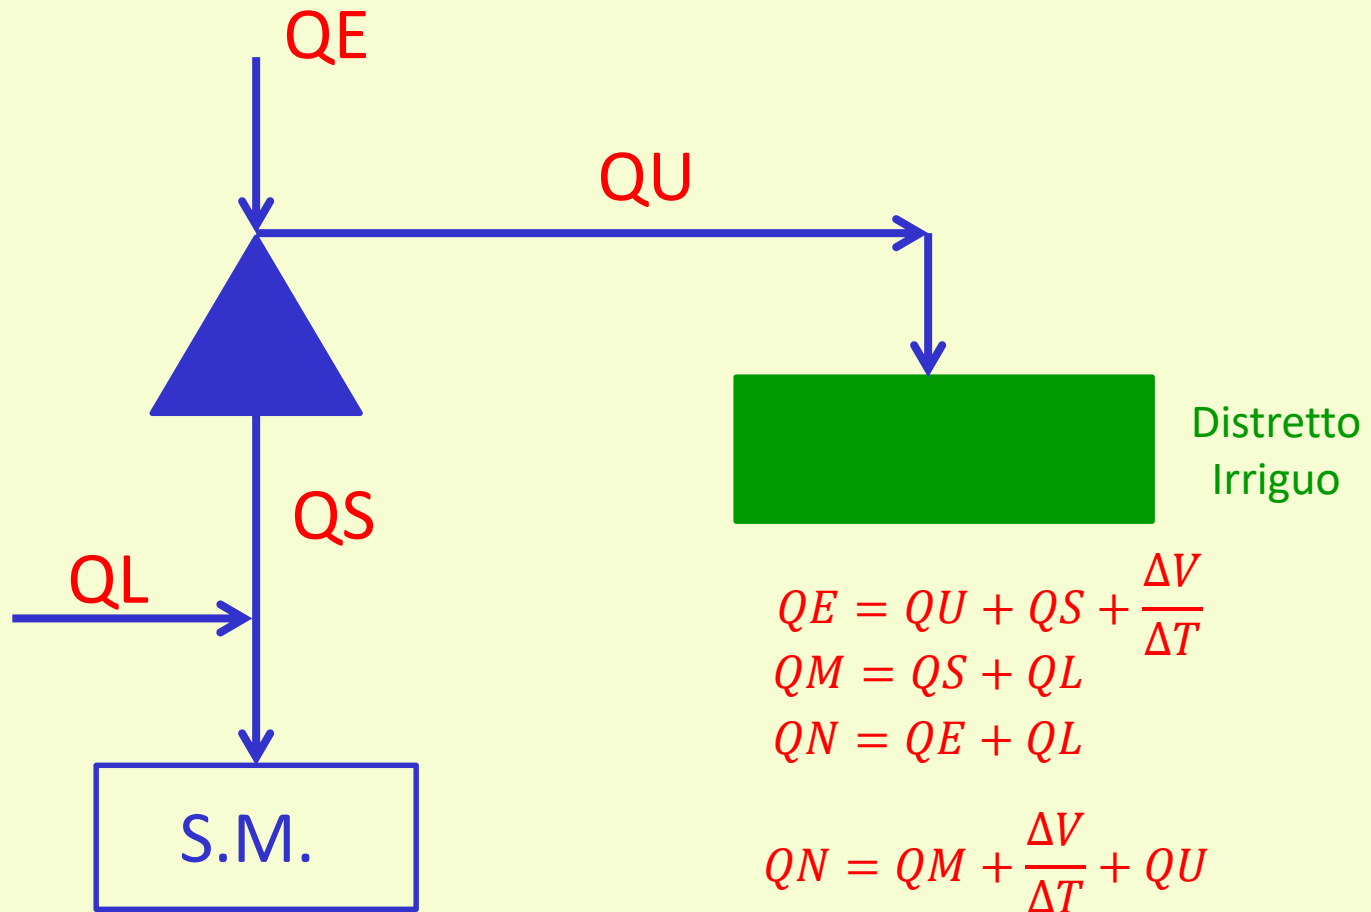 QE
QU
Distretto
Irriguo
QS
QL
QE = QU + QS + ΔV/ΔT
QM = QS + QL
QN = QE + QL
S.M.
QN = QM + ΔV/ΔT + QU